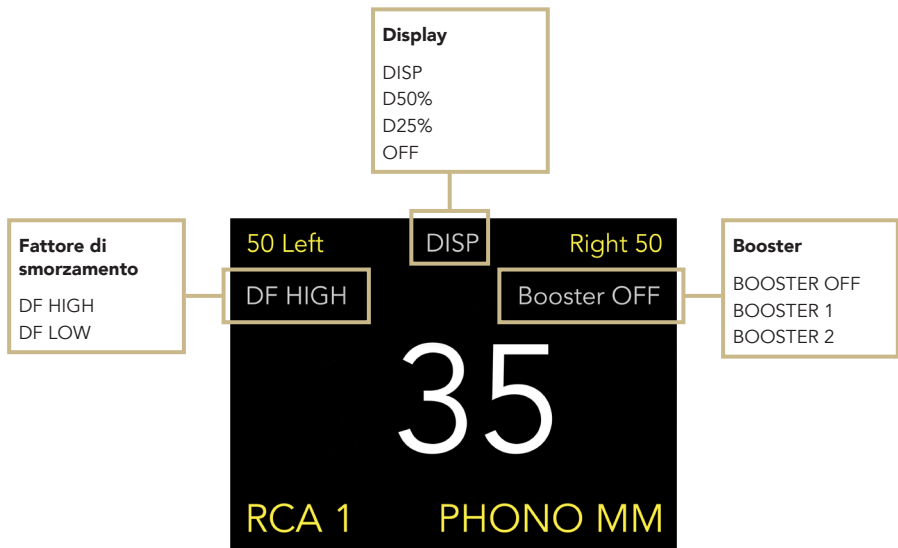 Display
DISP
D50%
D25%
OFF
Fattore di
smorzamento
DF HIGH
DF LOW
50 Left
DISP
Right 50
DF HIGH
Booster OFF
35
RCA 1
PHONO MM
Booster
BOOSTER OFF
BOOSTER 1
BOOSTER 2